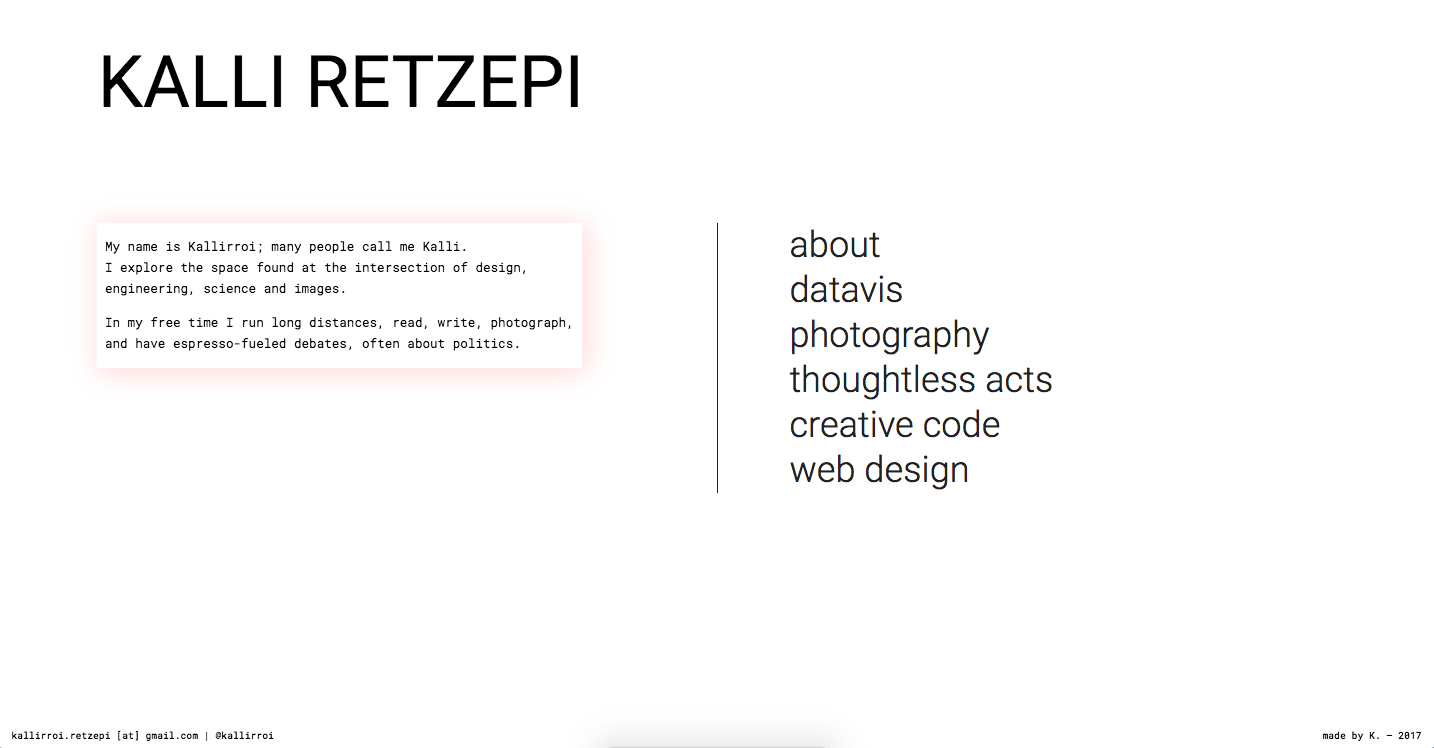 KALLI RETZEPI
My name is Kallirroi; many people call me Kalli.
I explore the space found at the intersection of design,
engineering, science and images.
In my free time I run long distances, read, write, photograph,
and have espresso-fueled debates, often about politics.
about
datavis
photography
thoughtless acts
creative code
web design
kallirroi.retzepi [at] gmail.com | @kallirroi
made by K. – 2017